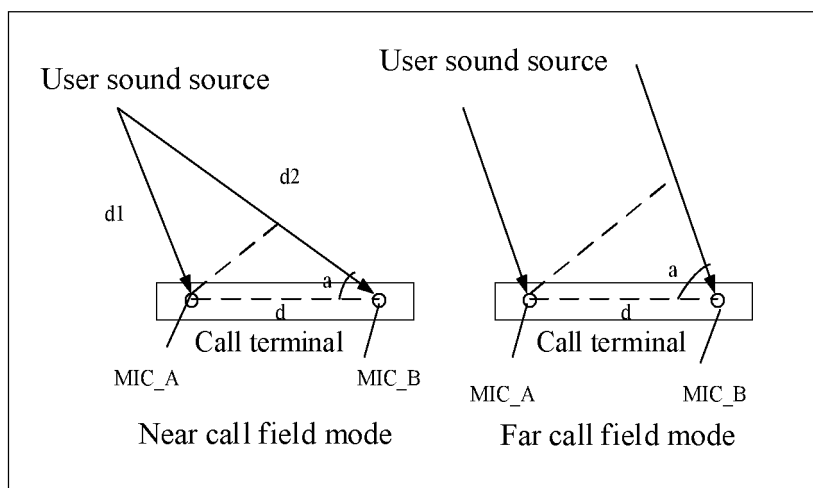 User sound source
d1
d2
a
d
Call terminal
MIC_A
MIC_B
Near call field mode
User sound source
a
d
Call terminal
MIC_A
MIC_B
Far call field mode